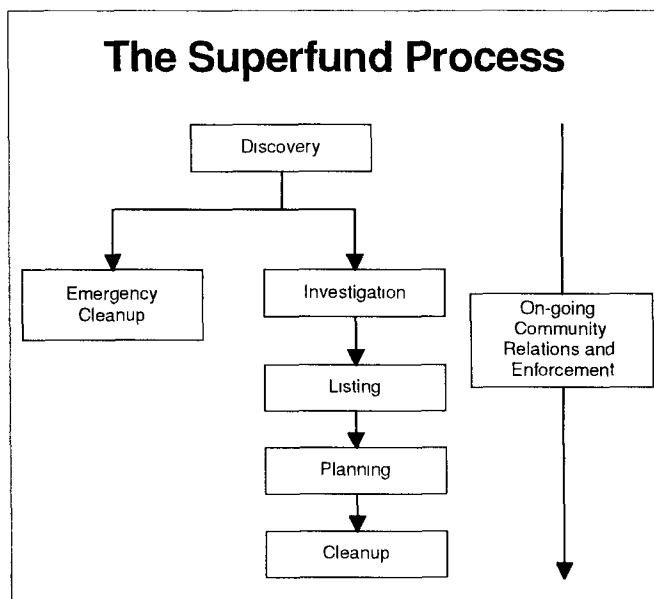 The Superfund Process
Discovery
Emergency
Cleanup
Investigation
On-going
Community
Relations and
Enforcement
Listing
Planning
Cleanup